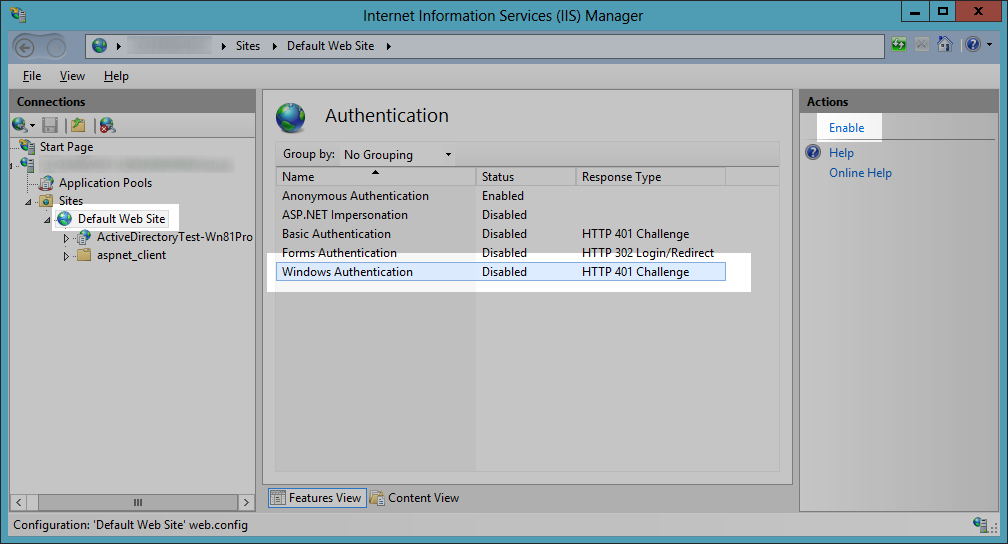 Internet Information Services (IIS) Manager
Sites Default Web Site
File View Help
Connections
Start Page
Application Pools
Sites
Default Web Site
ActiveDirectoryTest-Wn81Pro
aspnet_client
Authentication
Group by: No Grouping
Name Status Response Type
Anonymous Authentication Enabled
ASP.NET Impersonation Disabled
Basic Authentication Disabled HTTP 401 Challenge
Forms Authentication Disabled HTTP 302 Login/Redirect
Windows Authentication Disabled HTTP 401 Challenge
Features View Content View
Actions
Enable
Help
Online Help
Configuration: 'Default Web Site' web.config